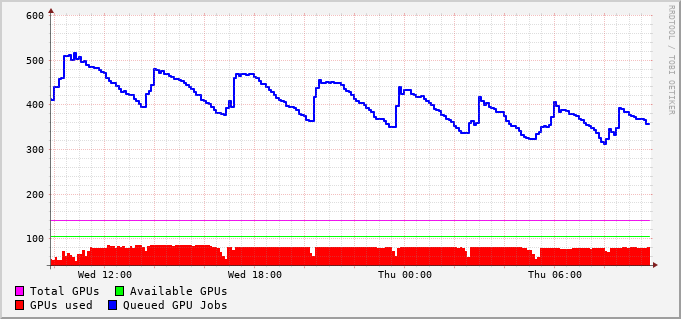 600
500
400
300
200
100
Wed 12:00 Wed 18:00 Thu 00:00 Thu 06:00
Total GPUs Available GPUs
GPUs used Queued GPU Jobs
RRDTOOL / TOBI OETIKER